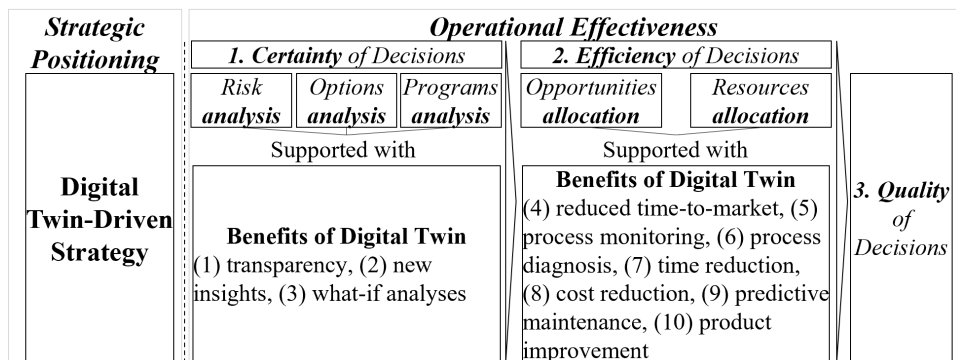 Strategic
Positioning
Digital
Twin-Driven
Strategy
Operational Effectiveness
1. Certainty of Decisions
Risk
analysis
Options
analysis
Programs
analysis
Supported with
Benefits of Digital Twin
(1) transparency, (2) new
insights, (3) what-if analyses
2. Efficiency of Decisions
Opportunities
allocation
Resources
allocation
Supported with
Benefits of Digital Twin
(4) reduced time-to-market, (5)
process monitoring, (6) process
diagnosis, (7) time reduction,
(8) cost reduction, (9) predictive
maintenance, (10) product
improvement
3. Quality
of
Decisions